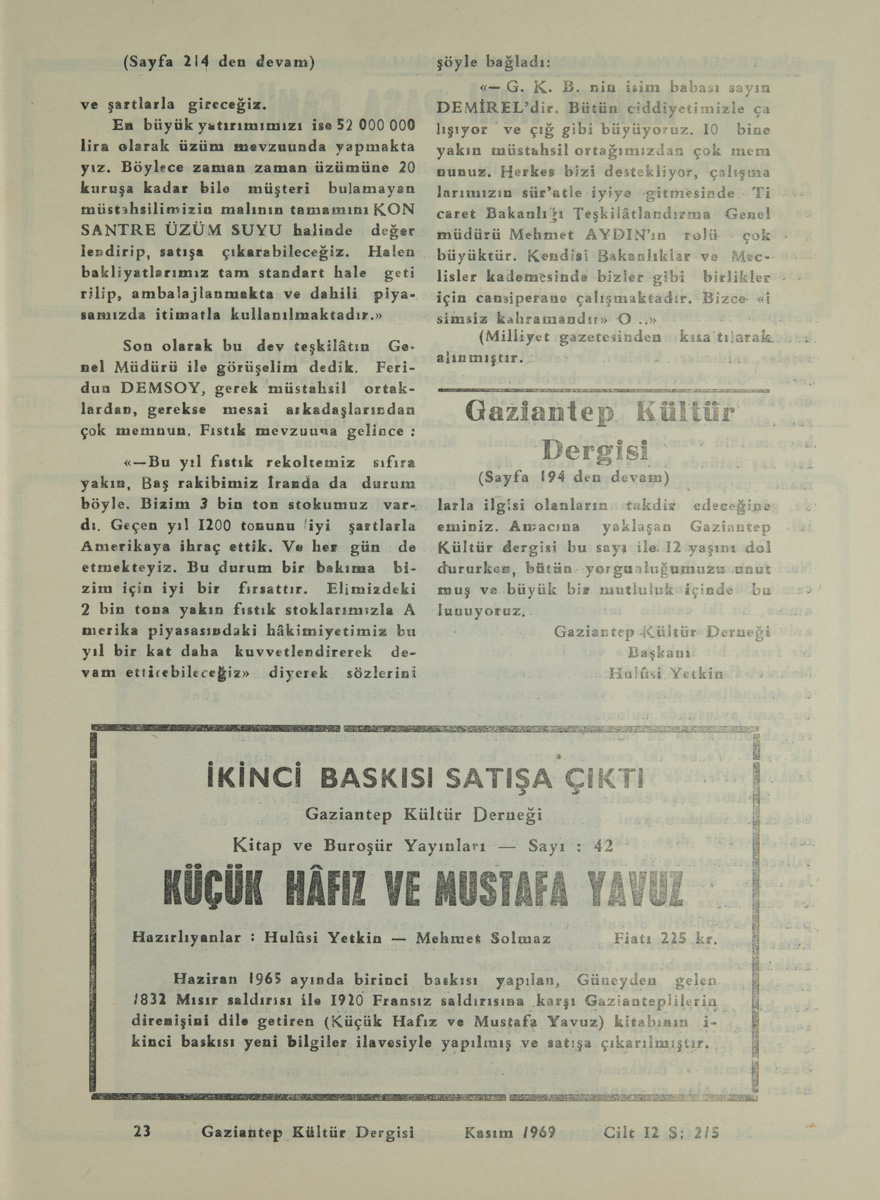 (Sayfa 214 den devam)
ve şartlarla gireceğiz.
En büyük yatırımımızı ise 52 000 000
lira olarak üzüm mevzuunda yapmakta
yız. Böylece zaman zaman üzümüne 20
kuruşa kadar bile müşteri bulamayan
müstahsilimizin malının tamamını KON
SANTRE ÜZÜM SUYU halinde değer
lendirip, satışa çıkarabileceğiz. Halen
bakliyatlarımız tam standart hale geti
rilip, ambalajlanmakta ve dahili piya-
samızda itimatla kullanılmaktadır.»
Son olarak bu dev teşkilâtın Ge-
nel Müdürü ile görüşelim dedik. Feri-
dun DEMSOY, gerek müstahsil ortak-
lardan, gerekse mesai arkadaşlarından
çok memnun. Fıstık mevzuuna gelince :
«—Bu yıl fıstık rekoltemiz sıfıra
yakın, Baş rakibimiz İranda da durum
böyle. Bizim 3 bin ton stokumuz var-
dı. Geçen yıl 1200 tonunu iyi şartlarla
Amerikaya ihraç ettik. Ve her gün de
etmekteyiz. Bu durum bir bakıma bi-
zim için iyi bir fırsattır. Elimizdeki
2 bin tona yakın fıstık stoklarımızla A
merika piyasasındaki hâkimiyetimiz bu
yıl bir kat daha kuvvetlendirerek de-
vam ettirebileceğiz» diyerek sözlerini
şöyle bağladı:
«— G. K. B. nin isim babası sayın
DEMİREL'dir. Bütün ciddiyetimizle ça
lışıyor ve çığ gibi büyüyoruz. 10 bine
yakın müstahsil ortağımızdan çok mem
nunuz. Herkes bizi destekliyor, çalışma
larımızın sür'atle iyiye gitmesinde Ti
caret Bakanlığı Teşkilâtlandırma Genel
müdürü Mehmet AYDIN'ın rolü çok
büyüktür. Kendisi Bakanlıklar ve Mec-
lisler kademesinde bizler gibi birlikler
için cansiperane çalışmaktadır. Bizce «i
simsiz kahramandır» O ..»
(Milliyet gazetesinden kısatılarak
alınmıştır.
Gaziantep Kültür
Dergisi
(Sayfa 194 den devam)
larla ilgisi olanların takdir edeceğine
eminiz. Amacına yaklaşan Gaziantep
Kültür dergisi bu sayı ile. 12 yaşını dol
dururken, bütün yorgunluğumuzu unut
muş ve büyük bir mutluluk içinde bu
lunuyoruz.
Gaziantep Kültür Derneği
Başkanı
Hulûsi Yetkin
İKİNCİ BASKISI SATIŞA ÇIKTI
Gaziantep Kültür Derneği
Kitap ve Buroşür Yayınları — Sayı : 42
KÜÇÜK HÂFIZ VE MUSTAFA YAVUZ
Hazırlıyanlar : Hulûsi Yetkin — Mehmet Solmaz Fiatı 225 kr.
Haziran 1965 ayında birinci baskısı yapılan, Güneyden gelen
1832 Mısır saldırısı ile 1920 Fransız saldırısına karşı Gazianteplilerin
direnişini dile getiren (Küçük Hafız ve Mustafa Yavuz) kitabının i-
kinci baskısı yeni bilgiler ilavesiyle yapılmış ve satışa çıkarılmıştır.
23 Gaziantep Kültür Dergisi Kasım 1969 Cilt 12 S: 2/5